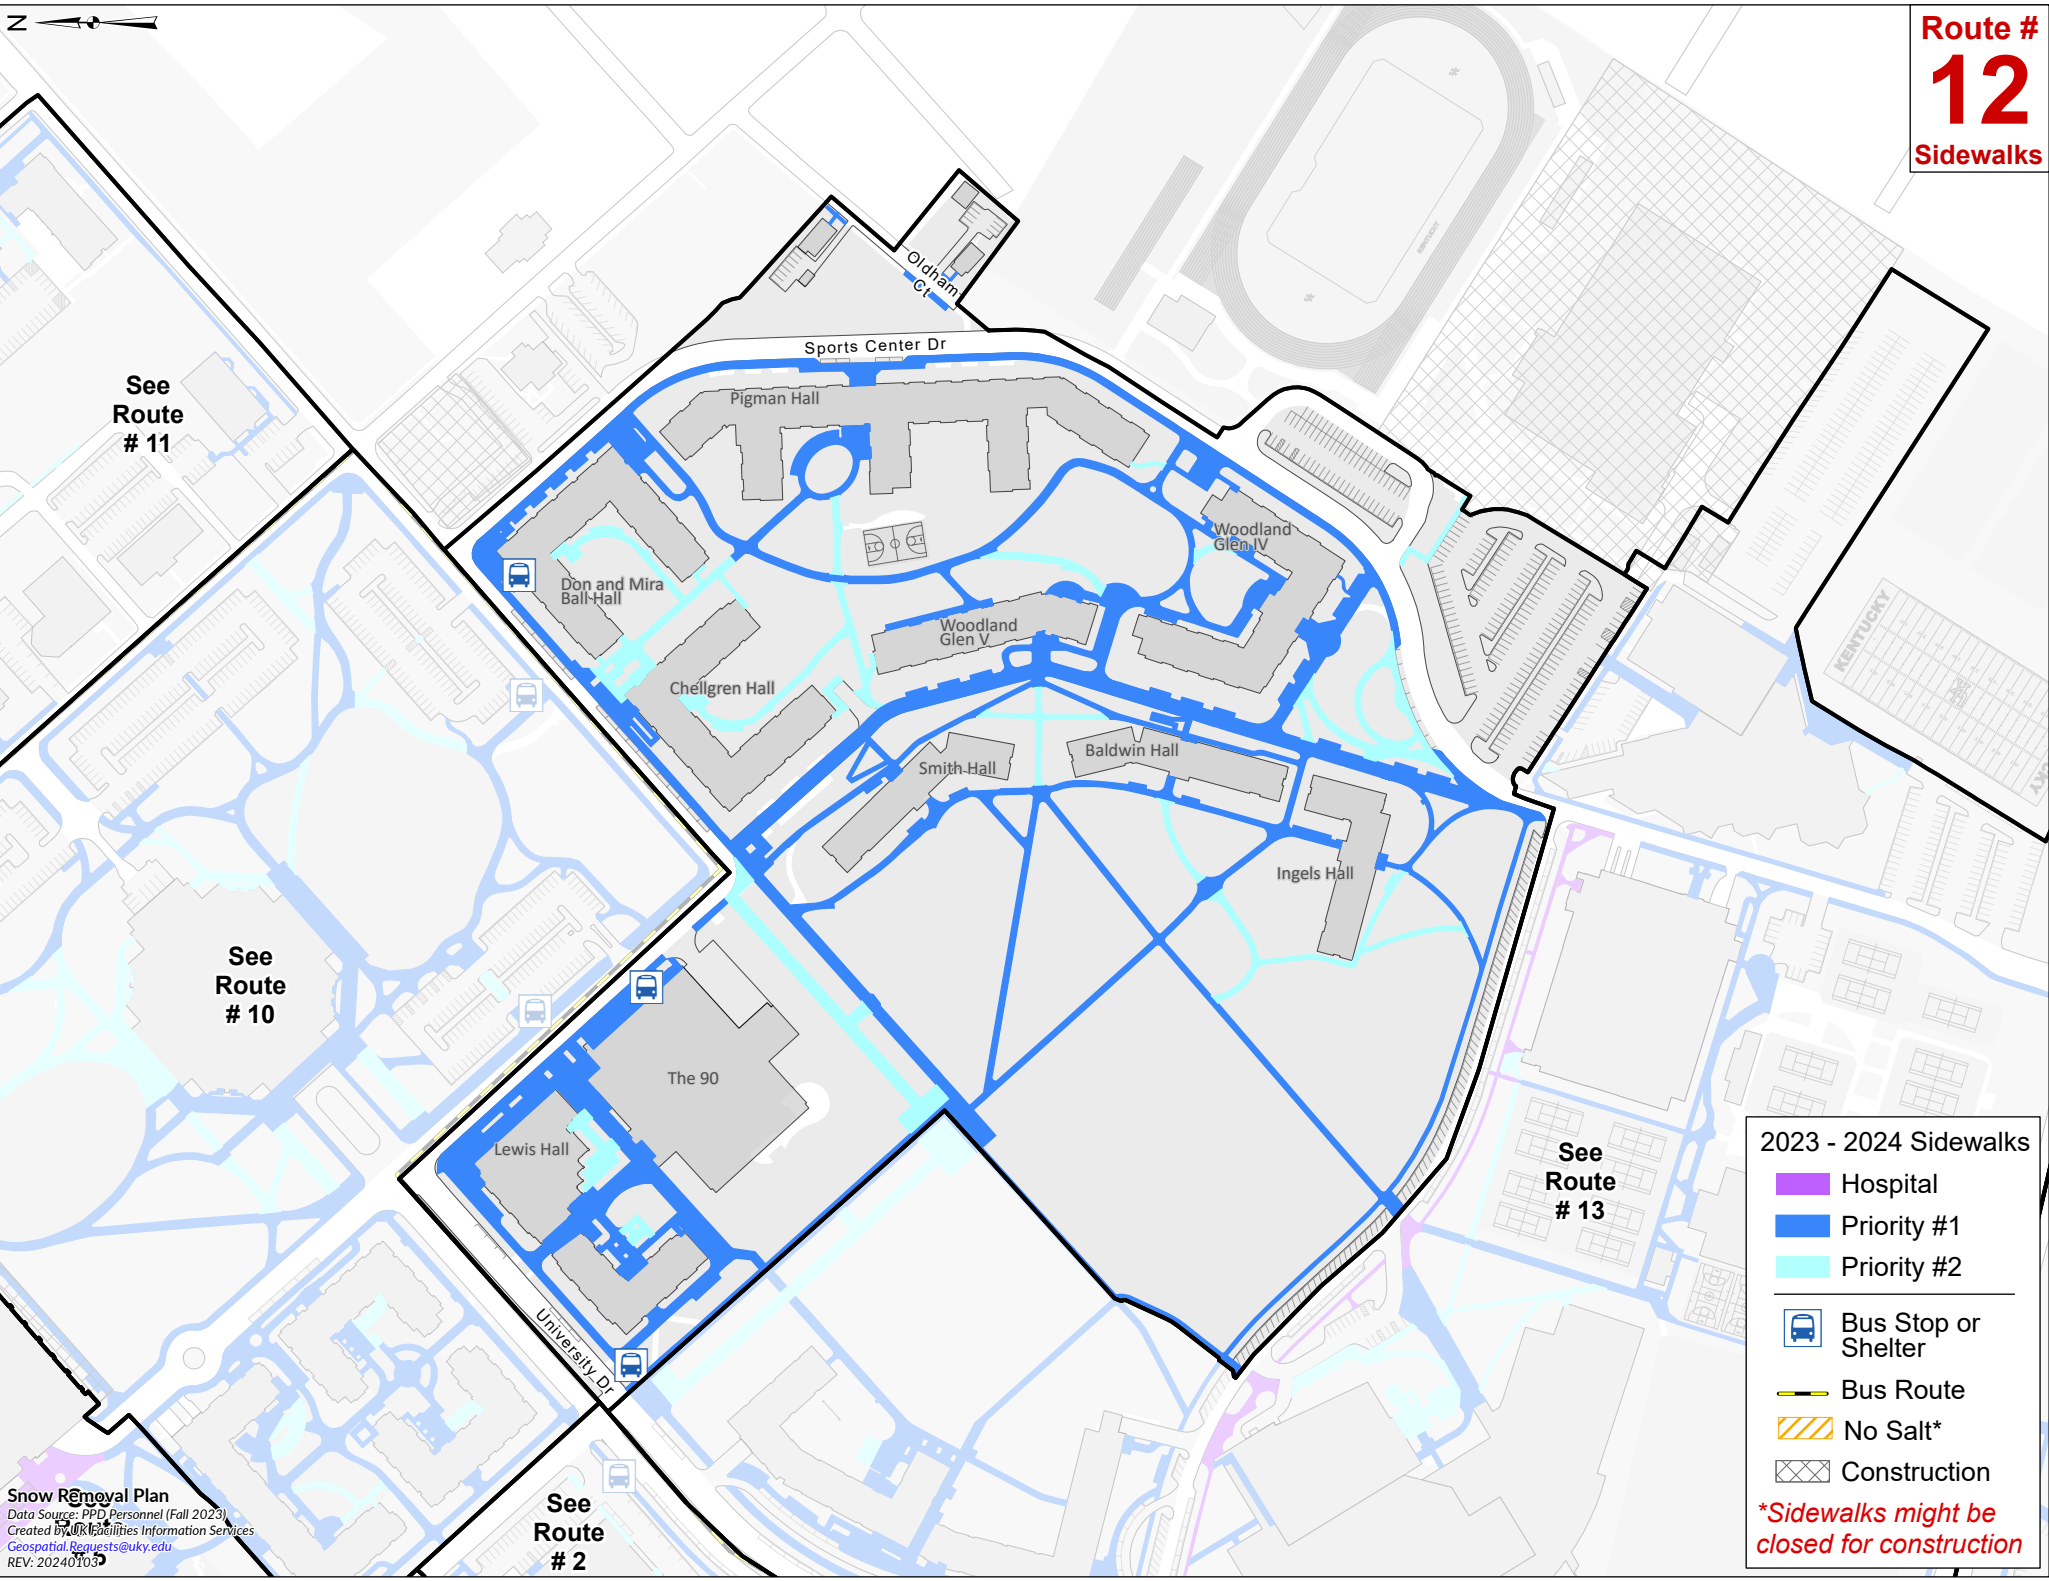 N
Route #
12
Sidewalks
Oldham
Ct
Sports Center Dr
See
Route
# 11
Pigman Hall
KENTUCKY
Woodland
Glen IV
Don and Mira
Ball Hall
Woodland
Glen V
KENTUCKY
Chellgren Hall
Smith Hall
Baldwin Hall
Ingels Hall
See
Route
# 10
The 90
Lewis Hall
See
Route
# 13
University Dr
2023 - 2024 Sidewalks
Hospital
Priority #1
Priority #2
Bus Stop or
Shelter
Bus Route
No Salt*
Construction
*Sidewalks might be
closed for construction
See
Route
# 2
Snow Removal Plan
Data Source: PPD Personnel (Fall 2023)
Created by UK Facilities Information Services
Geospatial.Requests@uky.edu
REV: 20240103